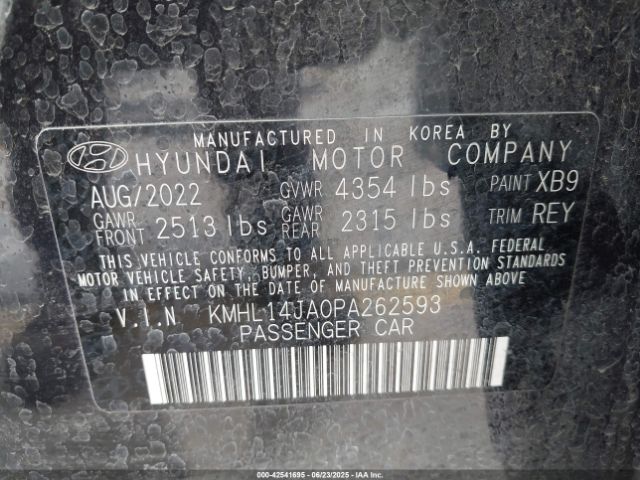 MANUFACTURED IN KOREA BY
HYUNDAI MOTOR COMPANY
AUG/2022 GVWR 4354 lbs PAINT XB9
GAWR FRONT 2513 lbs GAWR REAR 2315 lbs TRIM REY
THIS VEHICLE CONFORMS TO ALL APPLICABLE U.S.A. FEDERAL
MOTOR VEHICLE SAFETY, BUMPER, AND THEFT PREVENTION STANDARDS
IN EFFECT ON THE DATE OF MANUFACTURE SHOWN ABOVE.
V.I.N KMHL14JA0PA262593
PASSENGER CAR
000-42541695 - 06/23/2025 - IAAI.COM